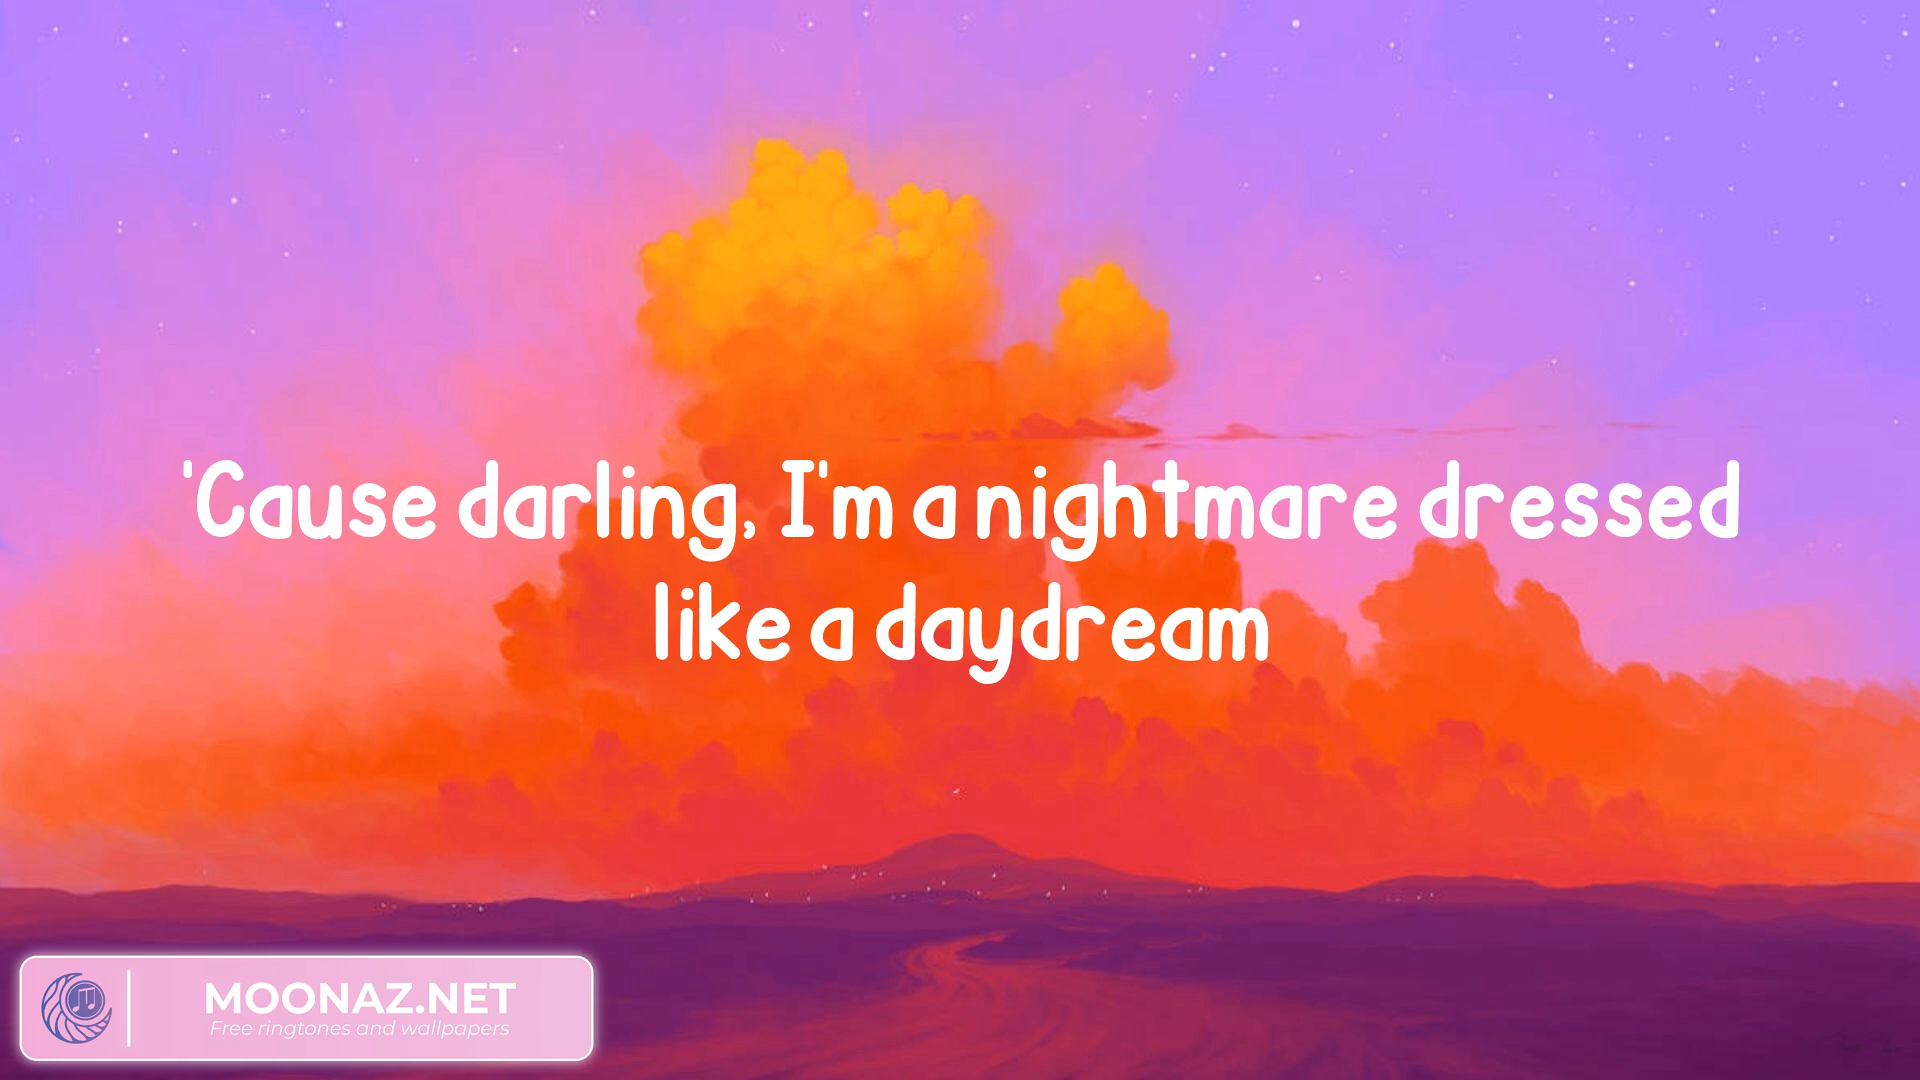 'Cause darling, I'm a nightmare dressed
like a daydream
MOONAZ.NET
Free ringtones and wallpapers